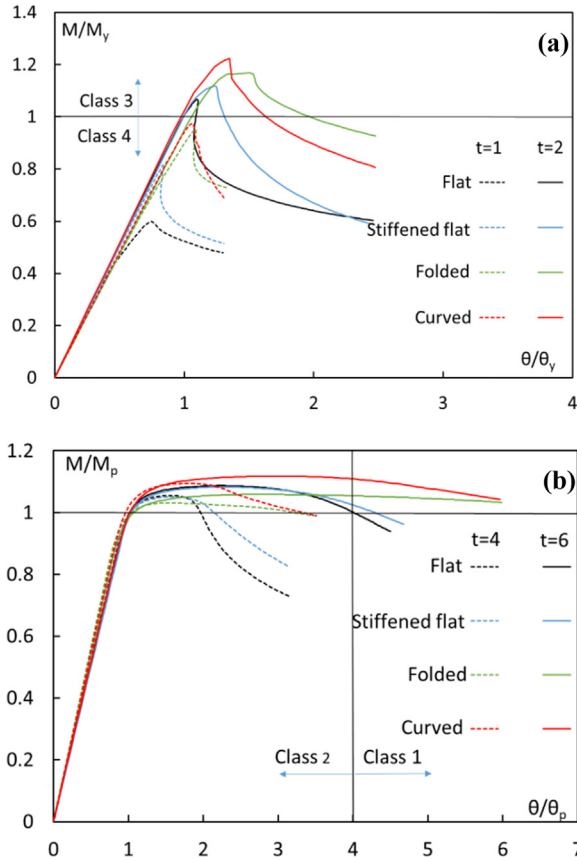 M/My
(a)
1.4
1.2
1
0.8
0.6
0.4
0.2
0
Class 3
Class 4
t=1 t=2
Flat
Stiffened flat
Folded
Curved
θ/θy
0 1 2 3 4
M/Mp
(b)
1.2
1
0.8
0.6
0.4
0.2
0
t=4 t=6
Flat
Stiffened flat
Folded
Curved
Class 2 Class 1
θ/θp
0 1 2 3 4 5 6 7